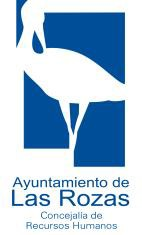 Ayuntamiento de
Las Rozas
Concejalía de
Recursos Humanos